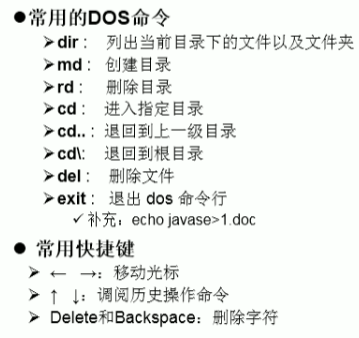 ●常用的DOS命令
➢dir： 列出当前目录下的文件以及文件夹
➢md： 创建目录
➢rd： 删除目录
➢cd： 进入指定目录
➢cd..：退回到上一级目录
➢cd\: 退回到根目录
➢del： 删除文件
➢exit： 退出 dos 命令行
✓补充：echo javase>1.doc
● 常用快捷键
➢ ← →：移动光标
➢ ↑ ↓：调阅历史操作命令
➢ Delete和Backspace：删除字符